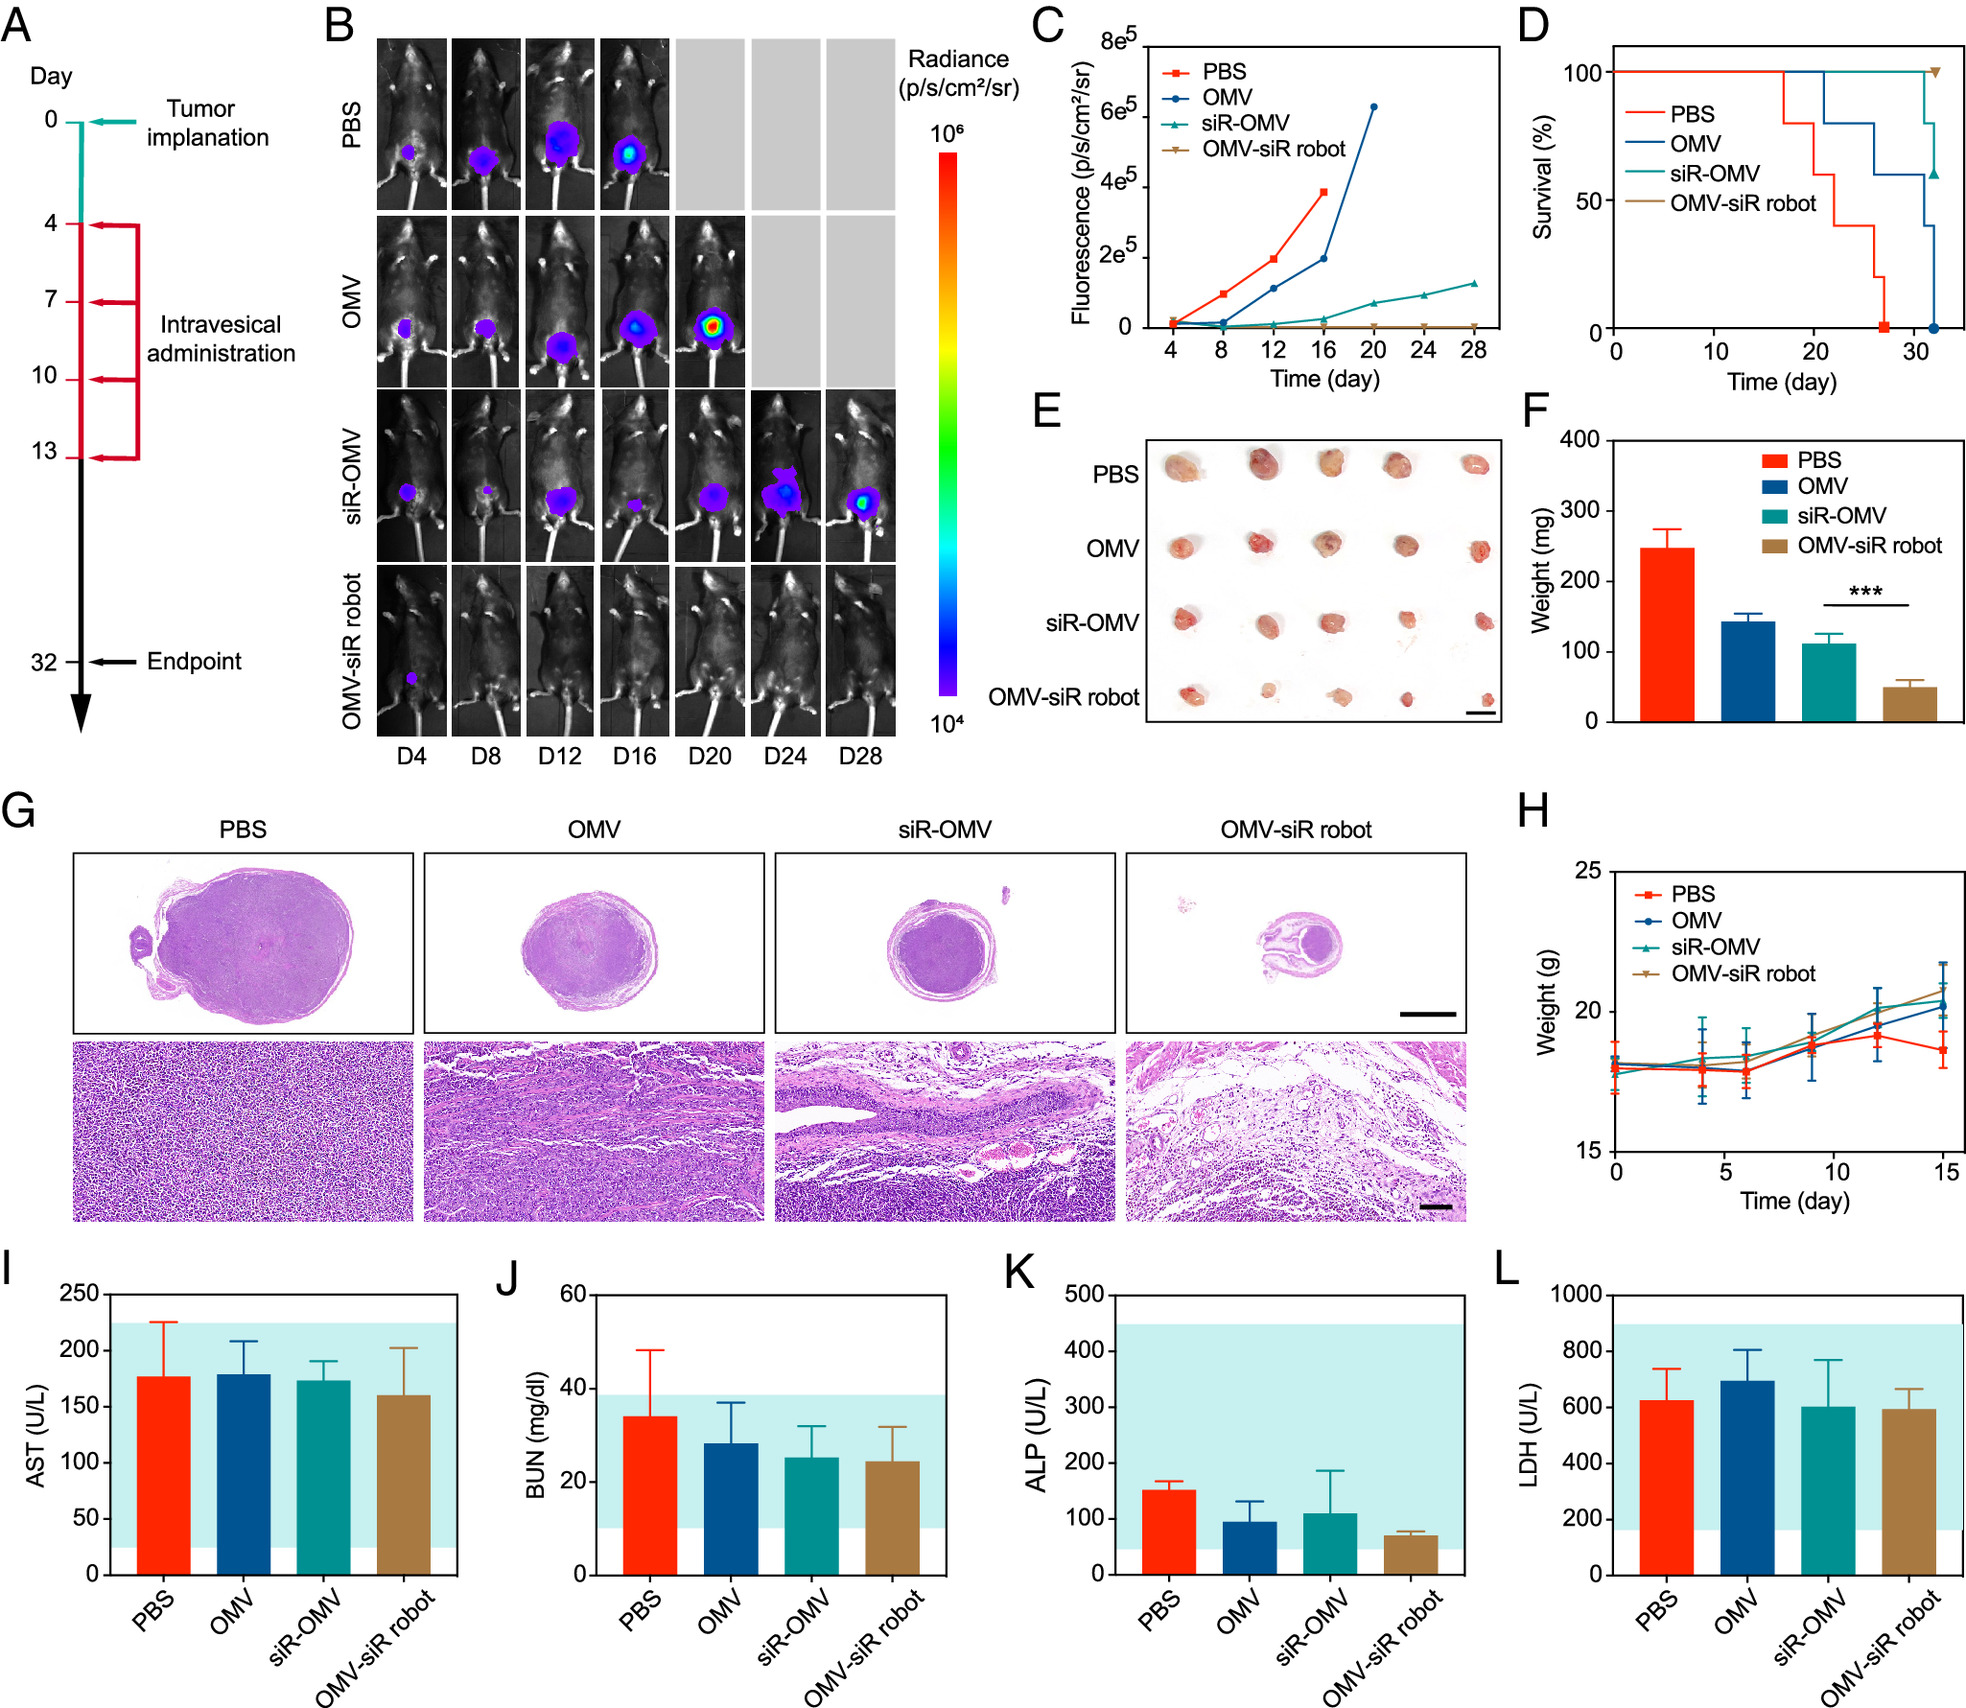 A
Day
0
Tumor
implanation
4
7
Intravesical
administration
10
13
32
Endpoint
B
PBS
OMV
siR-OMV
OMV-siR robot
D4 D8 D12 D16 D20 D24 D28
Radiance
(p/s/cm²/sr)
10⁶
10⁴
C
Fluorescence (p/s/cm²/sr)
8e⁵
6e⁵
4e⁵
2e⁵
0
PBS
OMV
siR-OMV
OMV-siR robot
4 8 12 16 20 24 28
Time (day)
D
Survival (%)
100
50
0
PBS
OMV
siR-OMV
OMV-siR robot
0 10 20 30
Time (day)
E
PBS
OMV
siR-OMV
OMV-siR robot
F
Weight (mg)
400
300
200
100
0
PBS
OMV
siR-OMV
OMV-siR robot
***
G
PBS OMV siR-OMV OMV-siR robot
H
Weight (g)
25
20
15
PBS
OMV
siR-OMV
OMV-siR robot
0 5 10 15
Time (day)
I
AST (U/L)
250
200
150
100
50
0
PBS
OMV
siR-OMV
OMV-siR robot
J
BUN (mg/dl)
60
40
20
0
PBS
OMV
siR-OMV
OMV-siR robot
K
ALP (U/L)
500
400
300
200
100
0
PBS
OMV
siR-OMV
OMV-siR robot
L
LDH (U/L)
1000
800
600
400
200
0
PBS
OMV
siR-OMV
OMV-siR robot